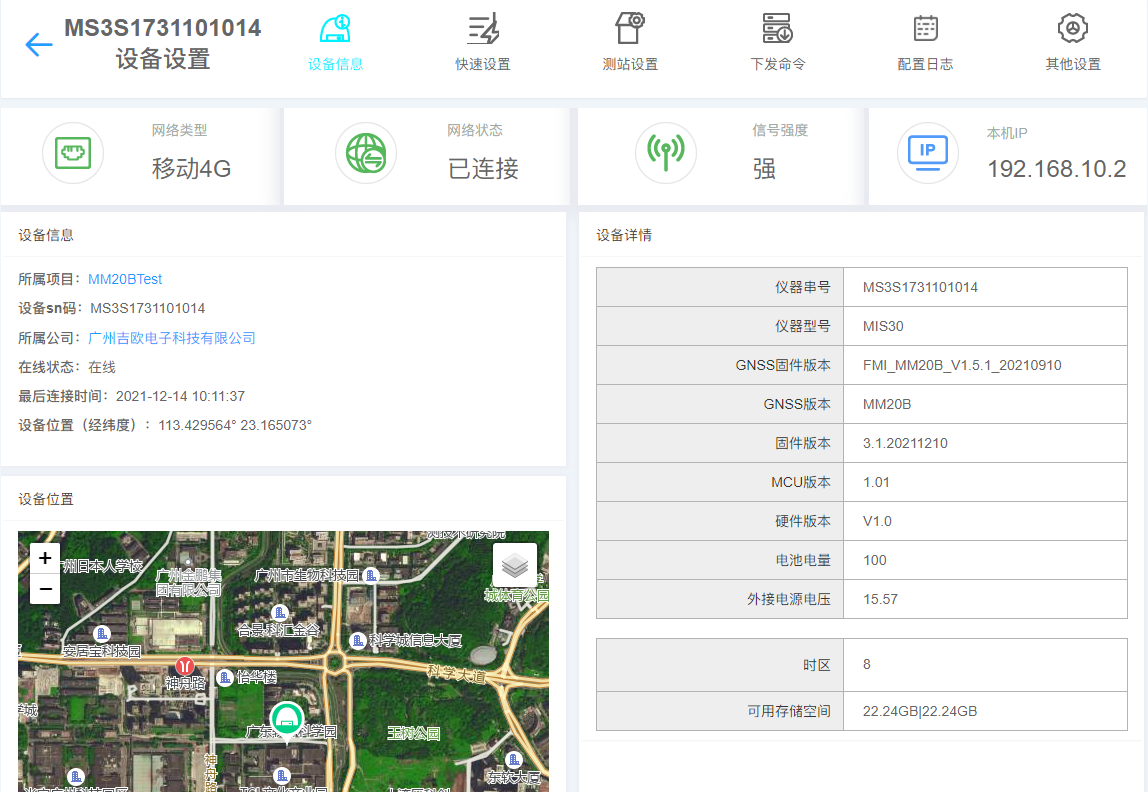 MS3S1731101014
设备设置
设备信息
快速设置
测站设置
下发命令
配置日志
其他设置
网络类型
移动4G
网络状态
已连接
信号强度
强
IP
本机IP
192.168.10.2
设备信息
所属项目： MM20BTest
设备sn码： MS3S1731101014
所属公司： 广州吉欧电子科技有限公司
在线状态： 在线
最后连接时间： 2021-12-14 10:11:37
设备位置（经纬度）： 113.429564° 23.165073°
设备详情
仪器串号 MS3S1731101014
仪器型号 MIS30
GNSS固件版本 FMI_MM20B_V1.5.1_20210910
GNSS版本 MM20B
固件版本 3.1.20211210
MCU版本 1.01
硬件版本 V1.0
电池电量 100
外接电源电压 15.57
时区 8
可用存储空间 22.24GB|22.24GB
设备位置
+
−
州日本人学校
广州金鹏集
团有限公司
广州市生物科技园
城体育公园
合景科汇金谷
科学城信息大厦
安居宝科技园
科学大道
神舟路
怡华楼
学城
广东
科学园
玉树公园
神舟路
东软大厦